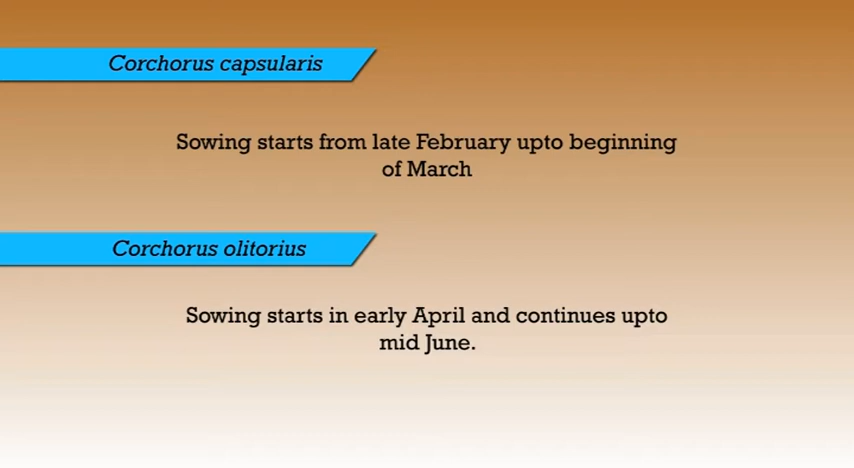 Corchorus capsularis
Sowing starts from late February upto beginning
of March
Corchorus olitorius
Sowing starts in early April and continues upto
mid June.